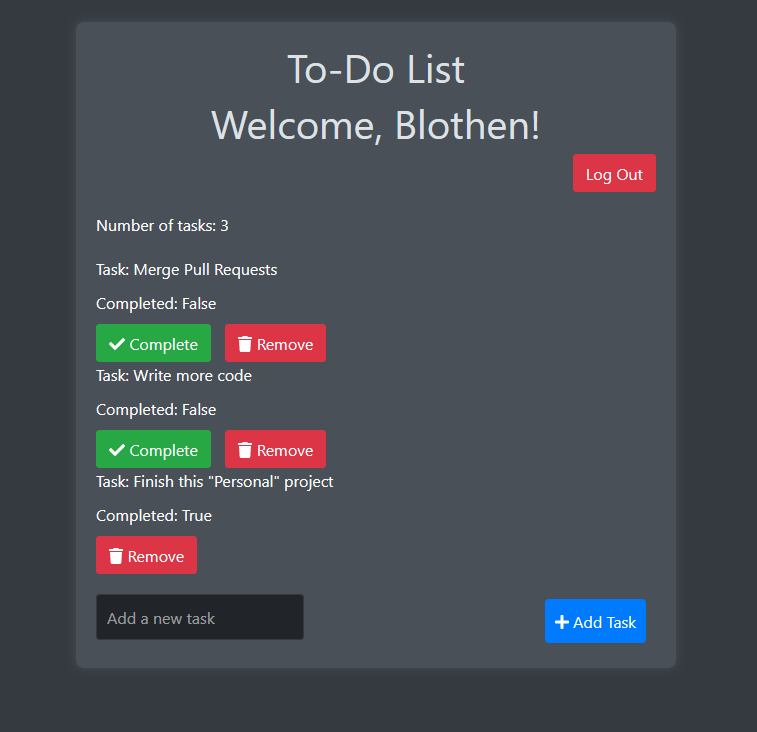 To-Do List
Welcome, Blothen!
Log Out
Number of tasks: 3
Task: Merge Pull Requests
Completed: False
Complete Remove
Task: Write more code
Completed: False
Complete Remove
Task: Finish this "Personal" project
Completed: True
Remove
Add a new task Add Task